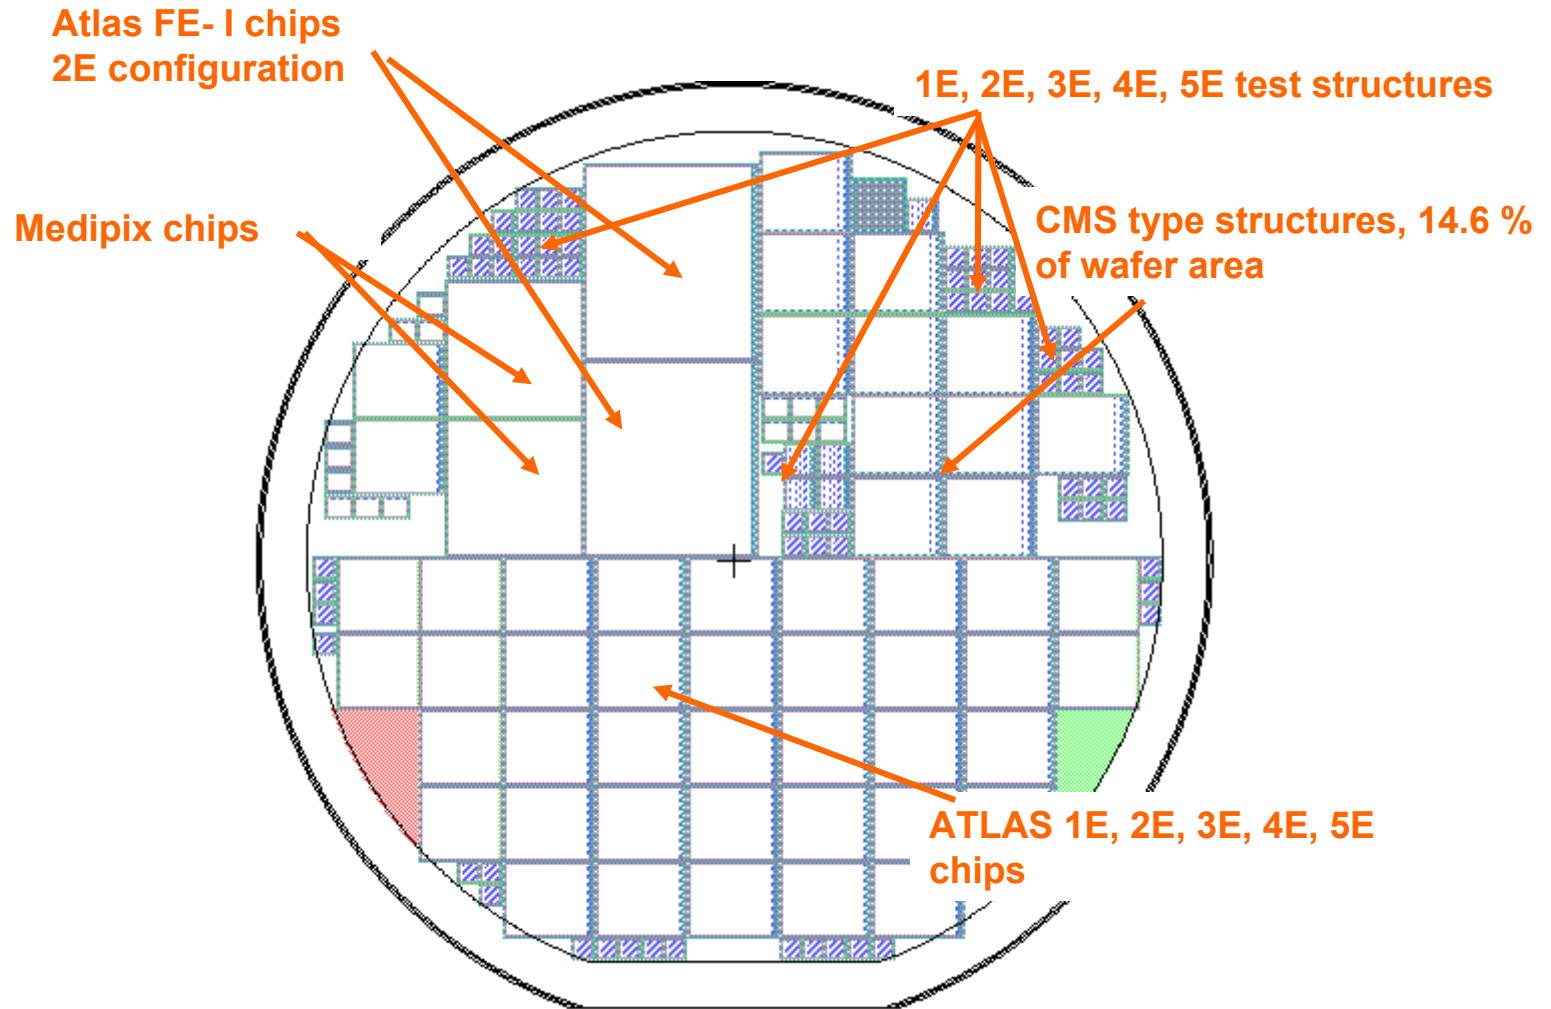 Atlas FE- I chips
2E configuration
1E, 2E, 3E, 4E, 5E test structures
Medipix chips
CMS type structures, 14.6 %
of wafer area
ATLAS 1E, 2E, 3E, 4E, 5E
chips